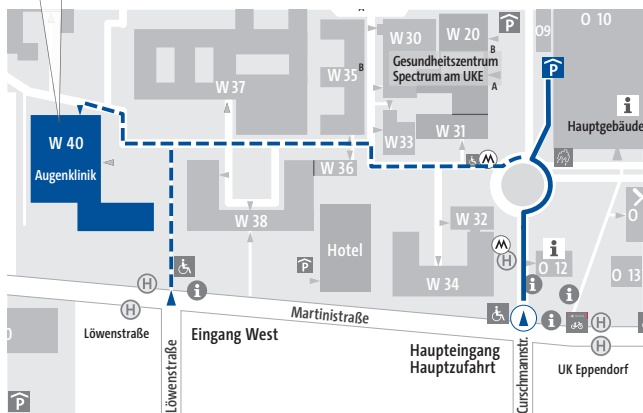 W 30
W 20
P
O 10
O9
B
Gesundheitszentrum
Spectrum am UKE
B
A
P
W 35
W 37
i
Hauptgebäude
W 40
Augenklinik
W 33
W 31
M
W 36
W 38
W 32
O
Hotel
M
H
i
O 12
P
W 34
O 13
H
i
i
i
H
Martinistraße
i
H
Löwenstraße
Eingang West
Haupteingang
Hauptzufahrt
H
UK Eppendorf
Löwenstraße
Curschmannstr.
P